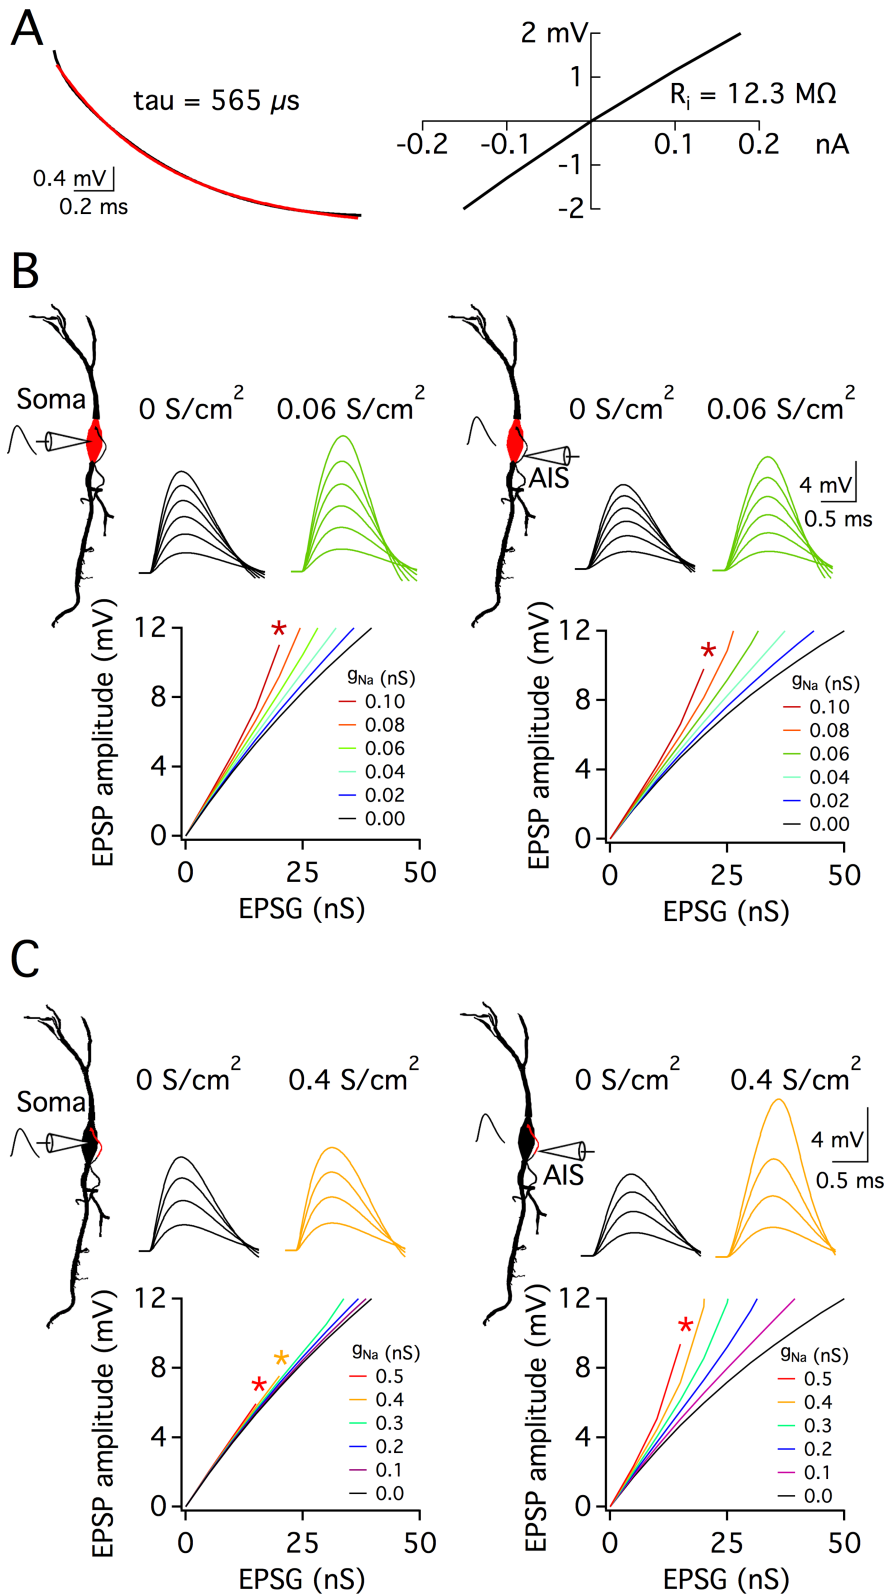 A
tau = 565 µs
0.4 mV
0.2 ms
2 mV
1
-1
-2
-0.2 -0.1 0.1 0.2 nA
Ri = 12.3 MΩ
B
Soma
0 S/cm2 0.06 S/cm2
0 S/cm2 0.06 S/cm2
AIS
4 mV
0.5 ms
EPSP amplitude (mV)
12
8
4
0
0 25 50
EPSG (nS)
gNa (nS)
0.10
0.08
0.06
0.04
0.02
0.00
*
EPSP amplitude (mV)
12
8
4
0
0 25 50
EPSG (nS)
gNa (nS)
0.10
0.08
0.06
0.04
0.02
0.00
*
C
Soma
0 S/cm2 0.4 S/cm2
0 S/cm2 0.4 S/cm2
AIS
4 mV
0.5 ms
EPSP amplitude (mV)
12
8
4
0
0 25 50
EPSG (nS)
gNa (nS)
0.5
0.4
0.3
0.2
0.1
0.0
* *
EPSP amplitude (mV)
12
8
4
0
0 25 50
EPSG (nS)
gNa (nS)
0.5
0.4
0.3
0.2
0.1
0.0
*